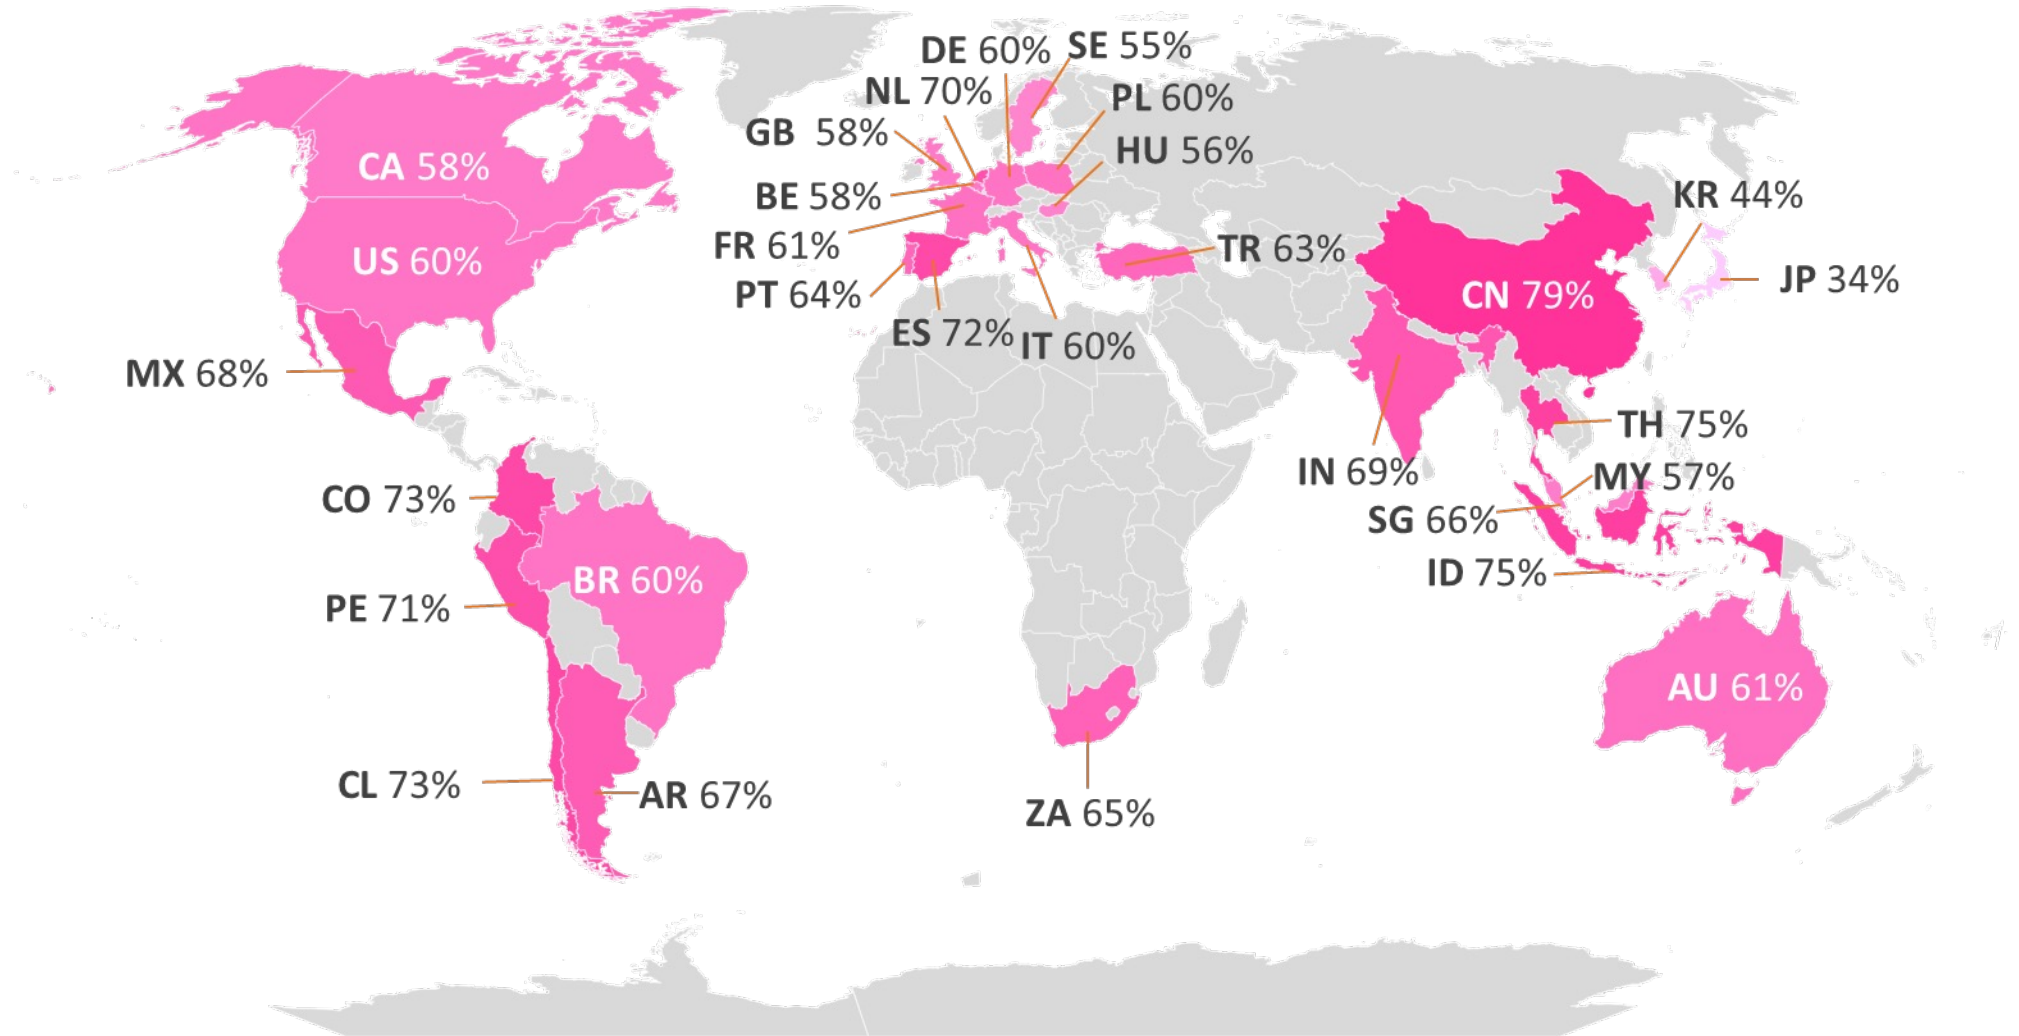 DE 60%
SE 55%
NL 70%
PL 60%
GB 58%
HU 56%
CA 58%
BE 58%
KR 44%
FR 61%
US 60%
TR 63%
PT 64%
CN 79%
JP 34%
ES 72%
IT 60%
MX 68%
TH 75%
IN 69%
MY 57%
CO 73%
SG 66%
ID 75%
BR 60%
PE 71%
AU 61%
CL 73%
AR 67%
ZA 65%